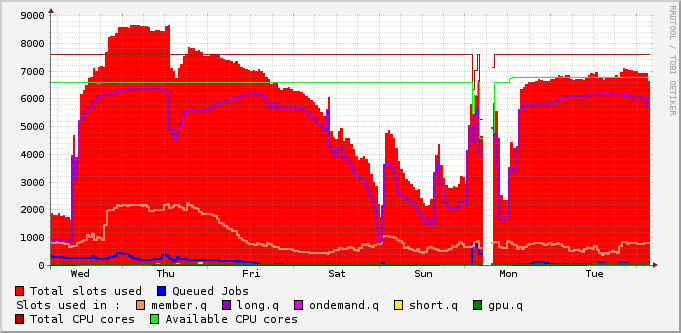 9000
8000
7000
6000
5000
4000
3000
2000
1000
0
Wed Thu Fri Sat Sun Mon Tue
Total slots used Queued Jobs
Slots used in : member.q long.q ondemand.q short.q gpu.q
Total CPU cores Available CPU cores
RRDTOOL / TOBI OETIKER